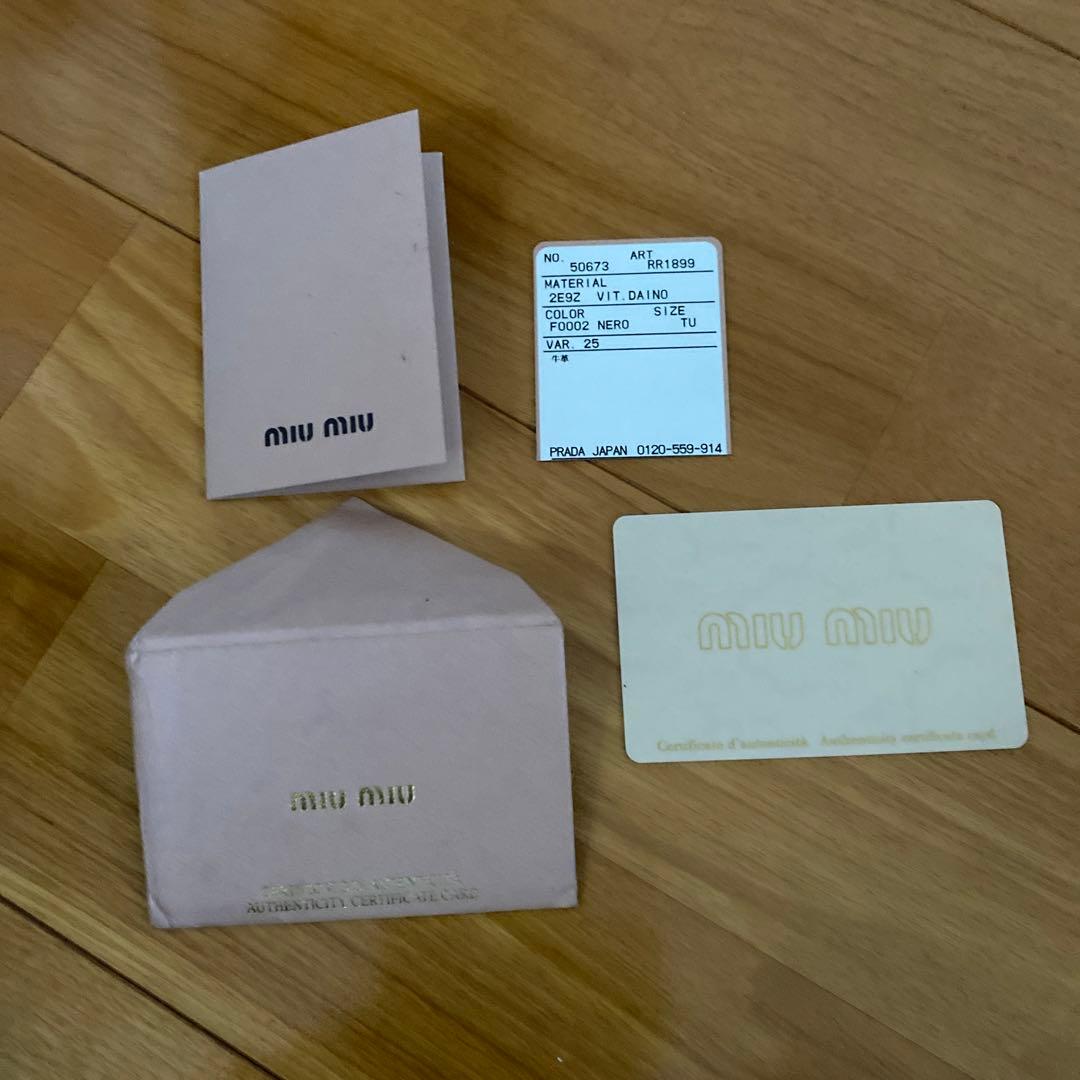 miu miu
NO. 50673 ART RR1899
MATERIAL
2E9Z VIT.DAINO
COLOR SIZE
F0002 NERO TU
VAR. 25
牛革
PRADA JAPAN 0120-559-914
miu miu
Certificato d'autenticità Authenticity certificate card
miu miu
AUTHENTICITY CERTIFICATE CARD